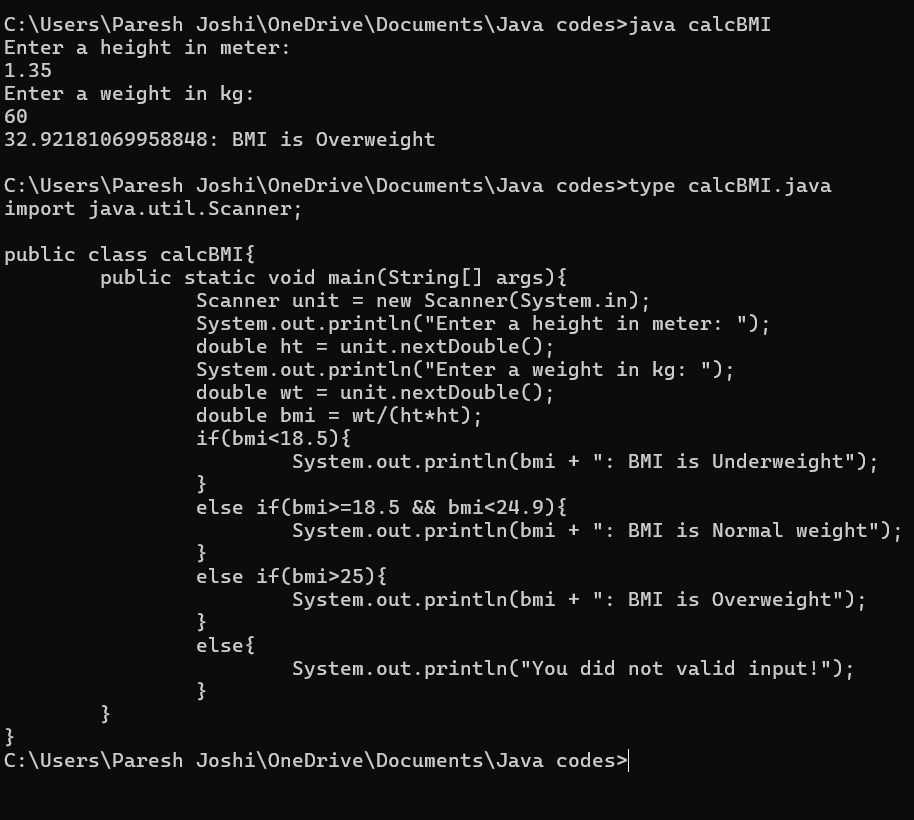 C:\Users\Paresh Joshi\OneDrive\Documents\Java codes>java calcBMI
Enter a height in meter:
1.35
Enter a weight in kg:
60
32.92181069958848: BMI is Overweight

C:\Users\Paresh Joshi\OneDrive\Documents\Java codes>type calcBMI.java
import java.util.Scanner;

public class calcBMI{
        public static void main(String[] args){
                Scanner unit = new Scanner(System.in);
                System.out.println("Enter a height in meter: ");
                double ht = unit.nextDouble();
                System.out.println("Enter a weight in kg: ");
                double wt = unit.nextDouble();
                double bmi = wt/(ht*ht);
                if(bmi<18.5){
                        System.out.println(bmi + ": BMI is Underweight");
                }
                else if(bmi>=18.5 && bmi<24.9){
                        System.out.println(bmi + ": BMI is Normal weight");
                }
                else if(bmi>25){
                        System.out.println(bmi + ": BMI is Overweight");
                }
                else{
                        System.out.println("You did not valid input!");
                }
        }
}
C:\Users\Paresh Joshi\OneDrive\Documents\Java codes>